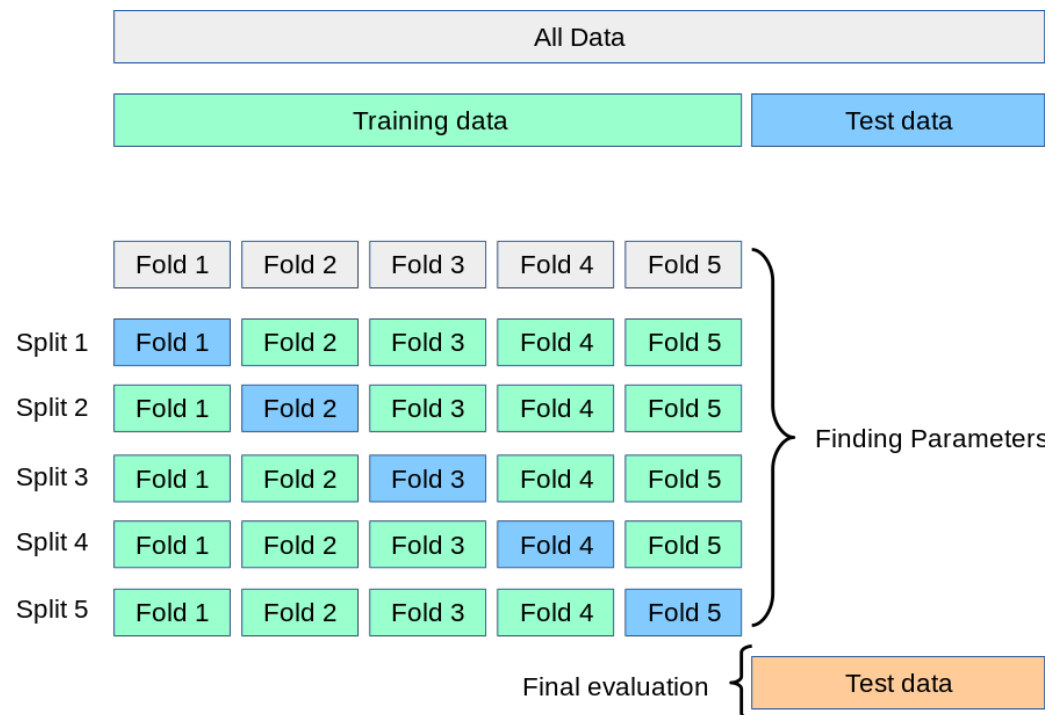 All Data
Training data Test data
Fold 1 Fold 2 Fold 3 Fold 4 Fold 5
Split 1 Fold 1 Fold 2 Fold 3 Fold 4 Fold 5
Split 2 Fold 1 Fold 2 Fold 3 Fold 4 Fold 5
Finding Parameters
Split 3 Fold 1 Fold 2 Fold 3 Fold 4 Fold 5
Split 4 Fold 1 Fold 2 Fold 3 Fold 4 Fold 5
Split 5 Fold 1 Fold 2 Fold 3 Fold 4 Fold 5
Final evaluation Test data